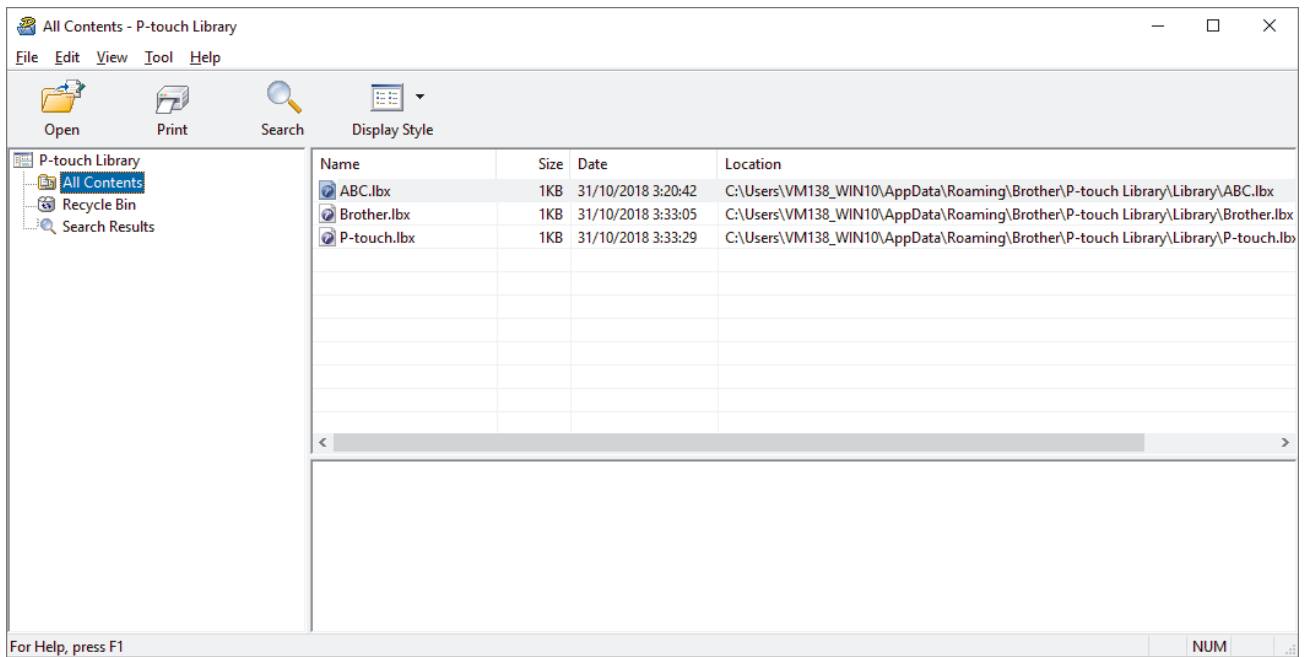 All Contents - P-touch Library
File Edit View Tool Help
Open Print Search Display Style
P-touch Library
All Contents
Recycle Bin
Search Results
Name Size Date Location
ABC.lbx 1KB 31/10/2018 3:20:42 C:\Users\VM138_WIN10\AppData\Roaming\Brother\P-touch Library\Library\ABC.lbx
Brother.lbx 1KB 31/10/2018 3:33:05 C:\Users\VM138_WIN10\AppData\Roaming\Brother\P-touch Library\Library\Brother.lbx
P-touch.lbx 1KB 31/10/2018 3:33:29 C:\Users\VM138_WIN10\AppData\Roaming\Brother\P-touch Library\Library\P-touch.lbx
For Help, press F1 NUM